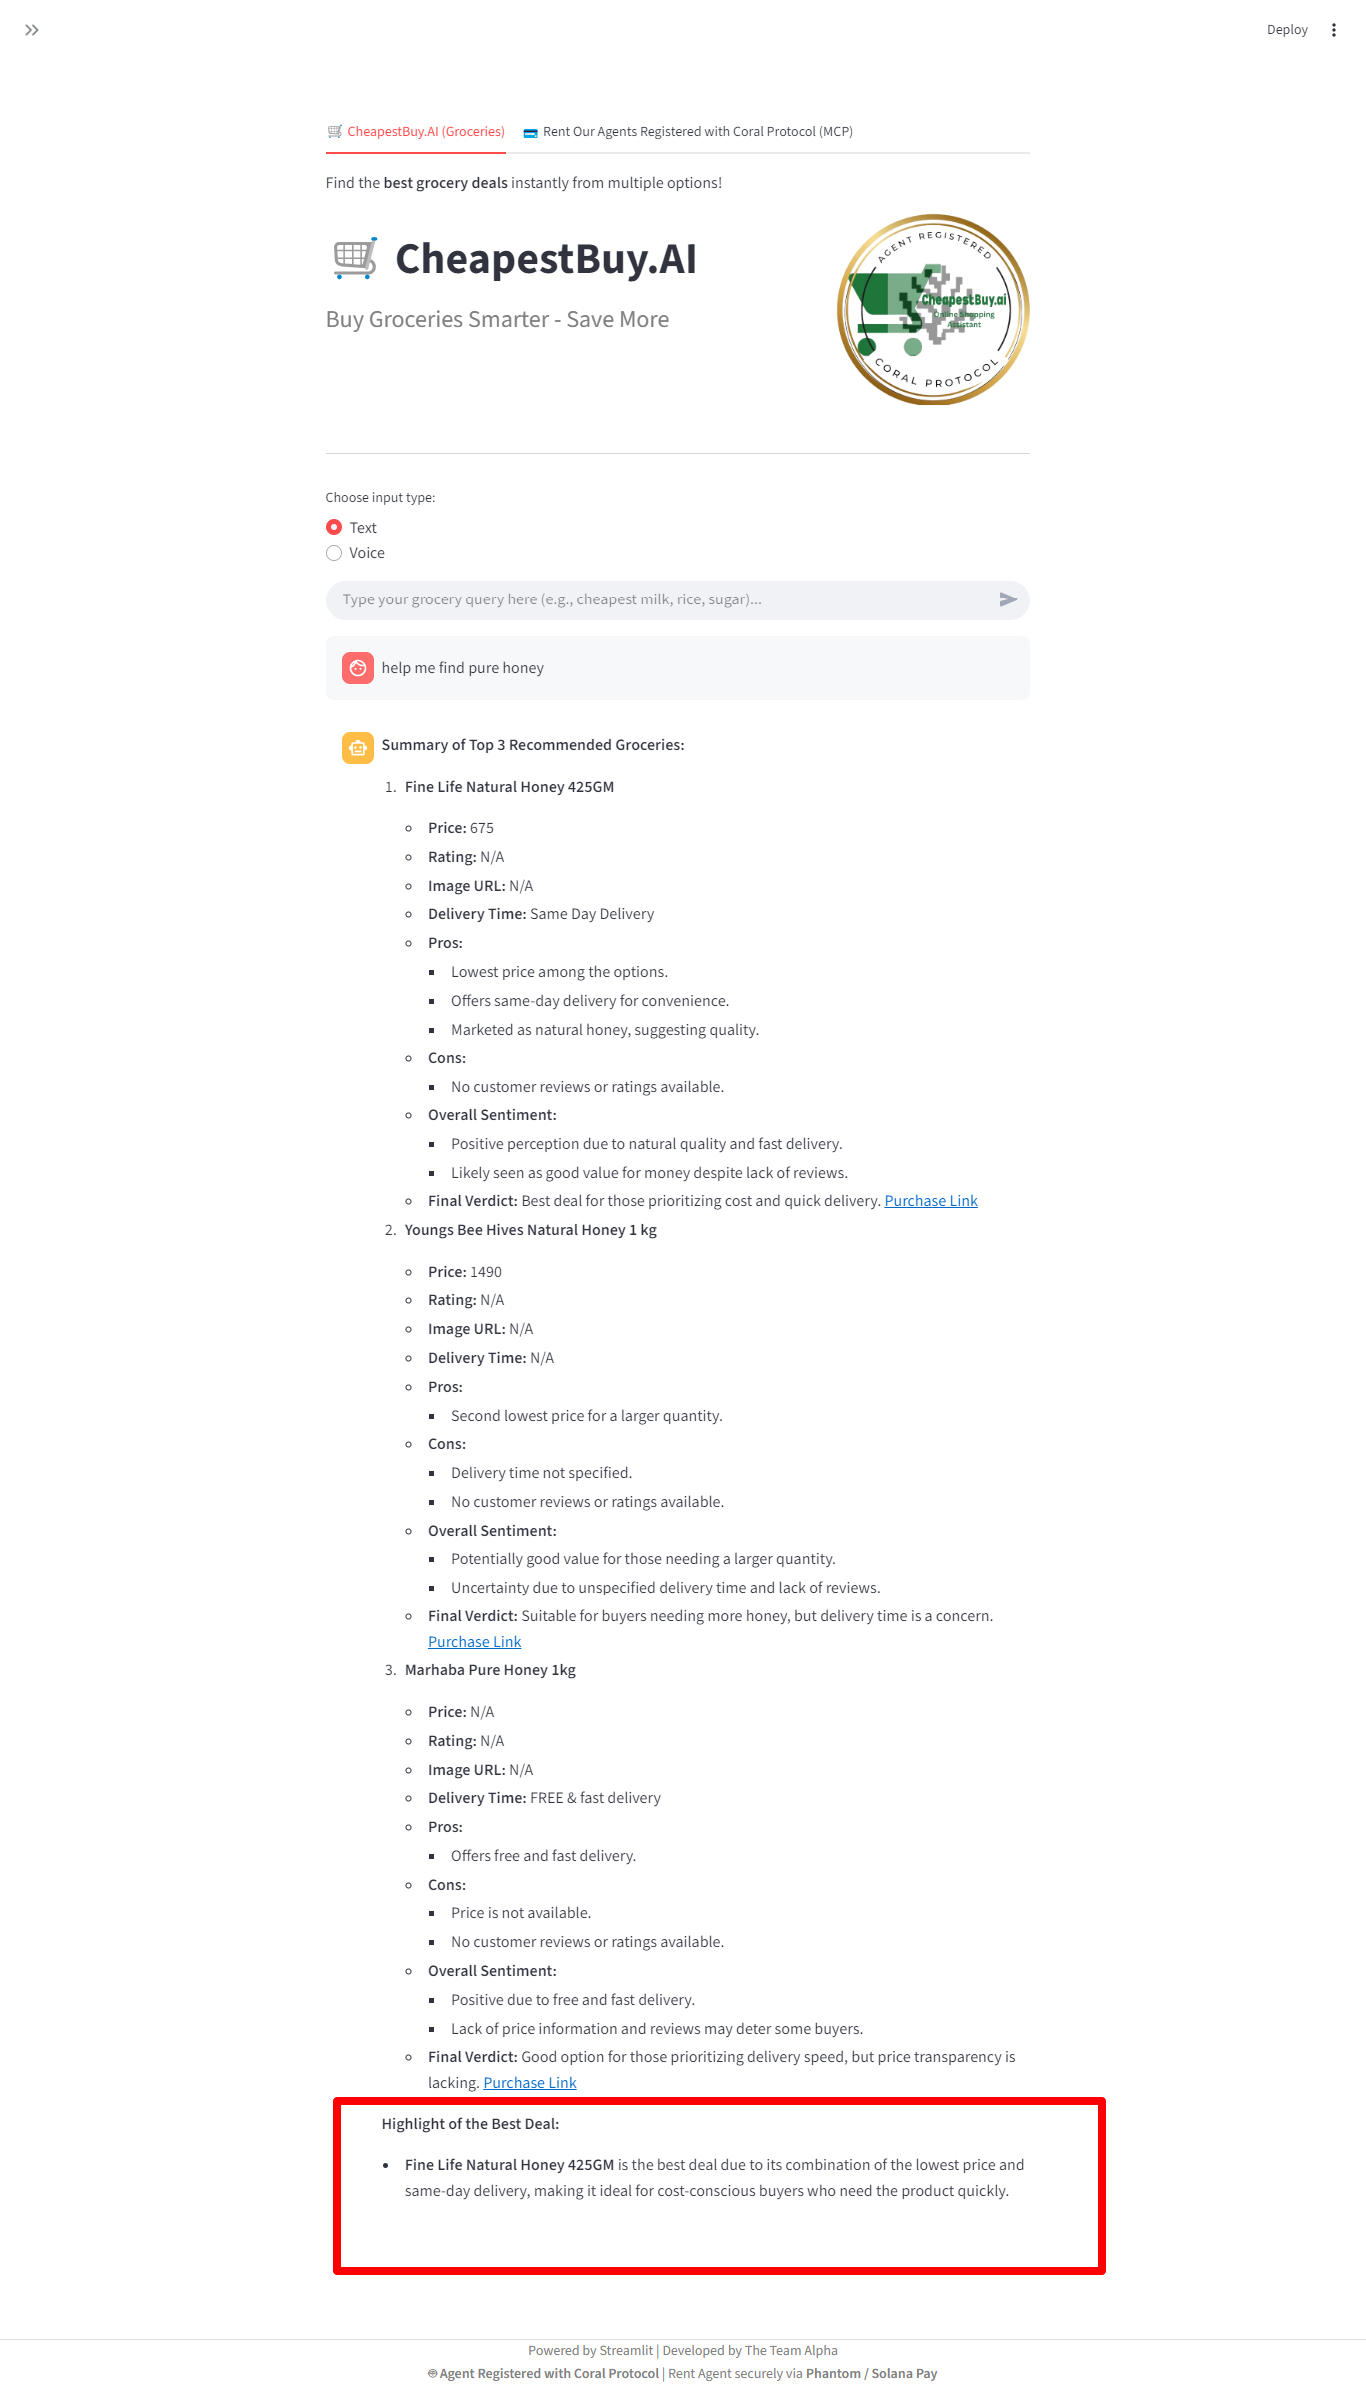 Deploy
CheapestBuy.AI (Groceries) Rent Our Agents Registered with Coral Protocol (MCP)
Find the best grocery deals instantly from multiple options!
CheapestBuy.AI
Buy Groceries Smarter - Save More
AGENT REGISTERED
CheapestBuy.ai
Online Shopping
Assistant
CORAL PROTOCOL
Choose input type:
Text
Voice
Type your grocery query here (e.g., cheapest milk, rice, sugar)...
help me find pure honey
Summary of Top 3 Recommended Groceries:
1. Fine Life Natural Honey 425GM
Price: 675
Rating: N/A
Image URL: N/A
Delivery Time: Same Day Delivery
Pros:
Lowest price among the options.
Offers same-day delivery for convenience.
Marketed as natural honey, suggesting quality.
Cons:
No customer reviews or ratings available.
Overall Sentiment:
Positive perception due to natural quality and fast delivery.
Likely seen as good value for money despite lack of reviews.
Final Verdict: Best deal for those prioritizing cost and quick delivery. Purchase Link
2. Youngs Bee Hives Natural Honey 1 kg
Price: 1490
Rating: N/A
Image URL: N/A
Delivery Time: N/A
Pros:
Second lowest price for a larger quantity.
Cons:
Delivery time not specified.
No customer reviews or ratings available.
Overall Sentiment:
Potentially good value for those needing a larger quantity.
Uncertainty due to unspecified delivery time and lack of reviews.
Final Verdict: Suitable for buyers needing more honey, but delivery time is a concern.
Purchase Link
3. Marhaba Pure Honey 1kg
Price: N/A
Rating: N/A
Image URL: N/A
Delivery Time: FREE & fast delivery
Pros:
Offers free and fast delivery.
Cons:
Price is not available.
No customer reviews or ratings available.
Overall Sentiment:
Positive due to free and fast delivery.
Lack of price information and reviews may deter some buyers.
Final Verdict: Good option for those prioritizing delivery speed, but price transparency is
lacking. Purchase Link
Highlight of the Best Deal:
Fine Life Natural Honey 425GM is the best deal due to its combination of the lowest price and
same-day delivery, making it ideal for cost-conscious buyers who need the product quickly.
Powered by Streamlit | Developed by The Team Alpha
Agent Registered with Coral Protocol | Rent Agent securely via Phantom / Solana Pay